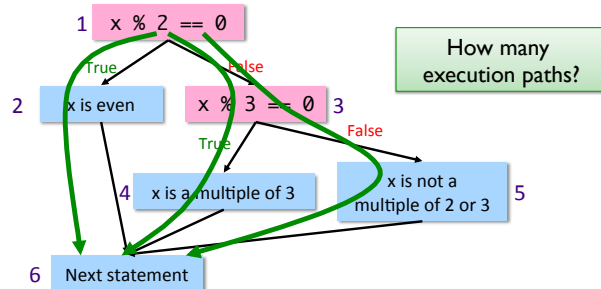 1 x % 2 == 0
How many
execution paths?
True False
2 x is even
x % 3 == 0 3
True False
4 x is a multiple of 3
x is not a
multiple of 2 or 3 5
6 Next statement